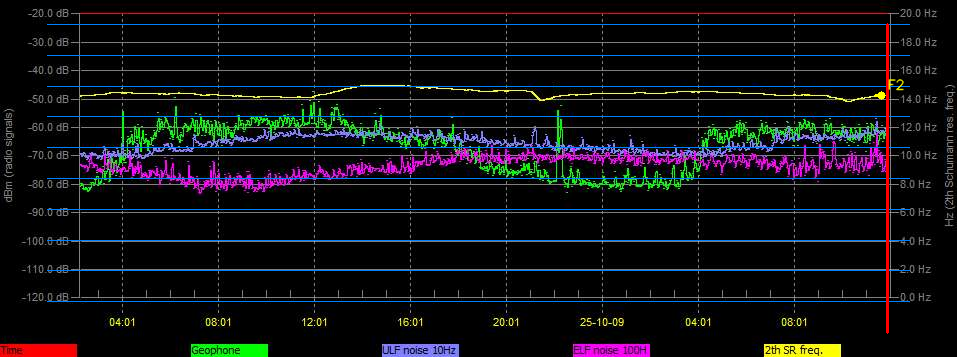 -20.0 dB 20.0 Hz
-30.0 dB 18.0 Hz
-40.0 dB 16.0 Hz
-50.0 dB F2 14.0 Hz
-60.0 dB 12.0 Hz
-70.0 dB 10.0 Hz
-80.0 dB 8.0 Hz
-90.0 dB 6.0 Hz
-100.0 dB 4.0 Hz
-110.0 dB 2.0 Hz
-120.0 dB 0.0 Hz
dBm (radio signals)
Hz (2th Schumann res. freq.)
04:01 08:01 12:01 16:01 20:01 25-10-09 04:01 08:01
Time Geophone ULF noise 10Hz ELF noise 100H 2th SR freq.